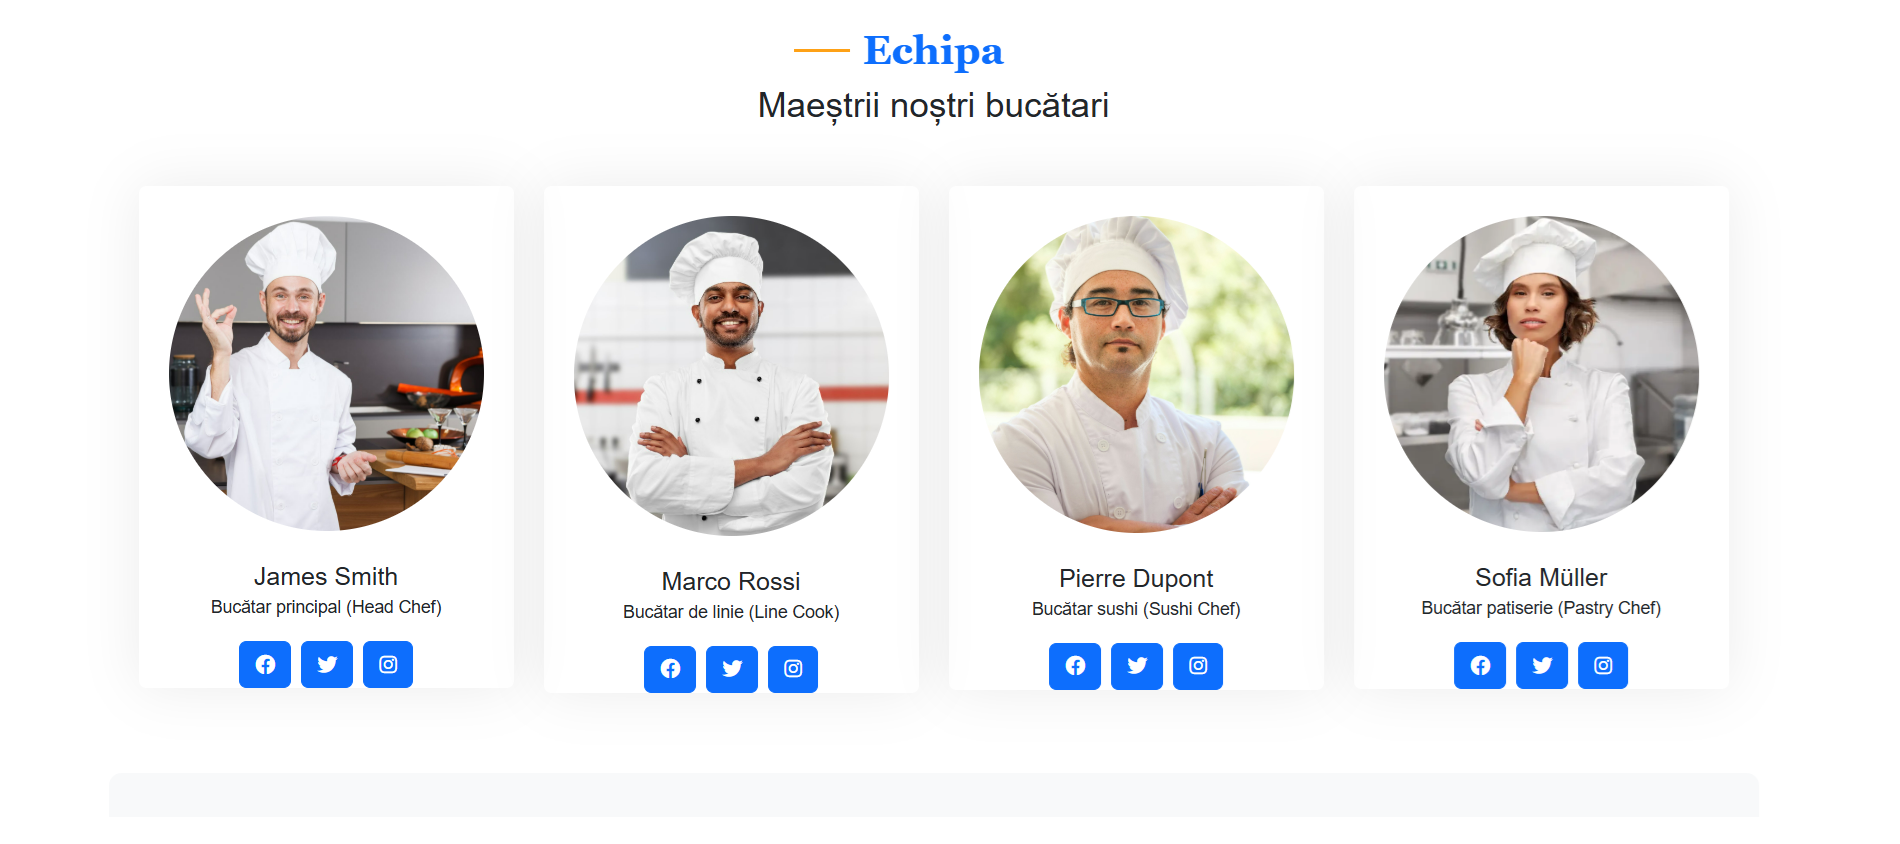 Echipa
Maeștrii noștri bucătari
James Smith
Bucătar principal (Head Chef)
Marco Rossi
Bucătar de linie (Line Cook)
Pierre Dupont
Bucătar sushi (Sushi Chef)
Sofia Müller
Bucătar patiserie (Pastry Chef)